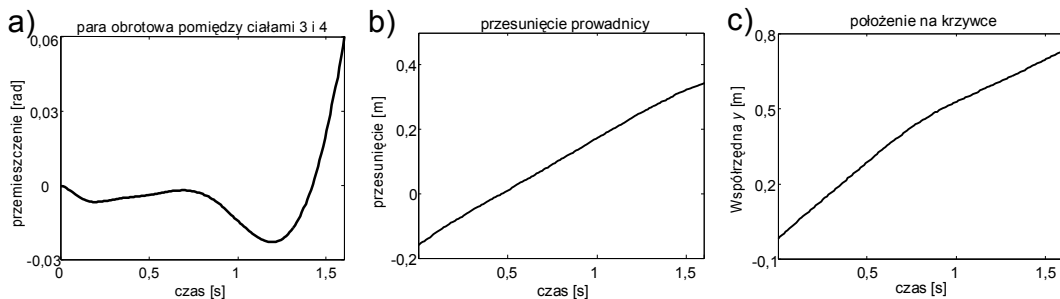 a)
para obrotowa pomiędzy ciałami 3 i 4
przemieszczenie [rad]
0,06
0,03
0
-0,03
0
0,5
1
1,5
czas [s]
b)
przesunięcie prowadnicy
przesunięcie [m]
0,4
0,2
0
-0,2
0,5
1
1,5
czas [s]
c)
położenie na krzywce
Współrzędna y [m]
0,8
0,5
0,2
-0,1
0,5
1
1,5
czas [s]